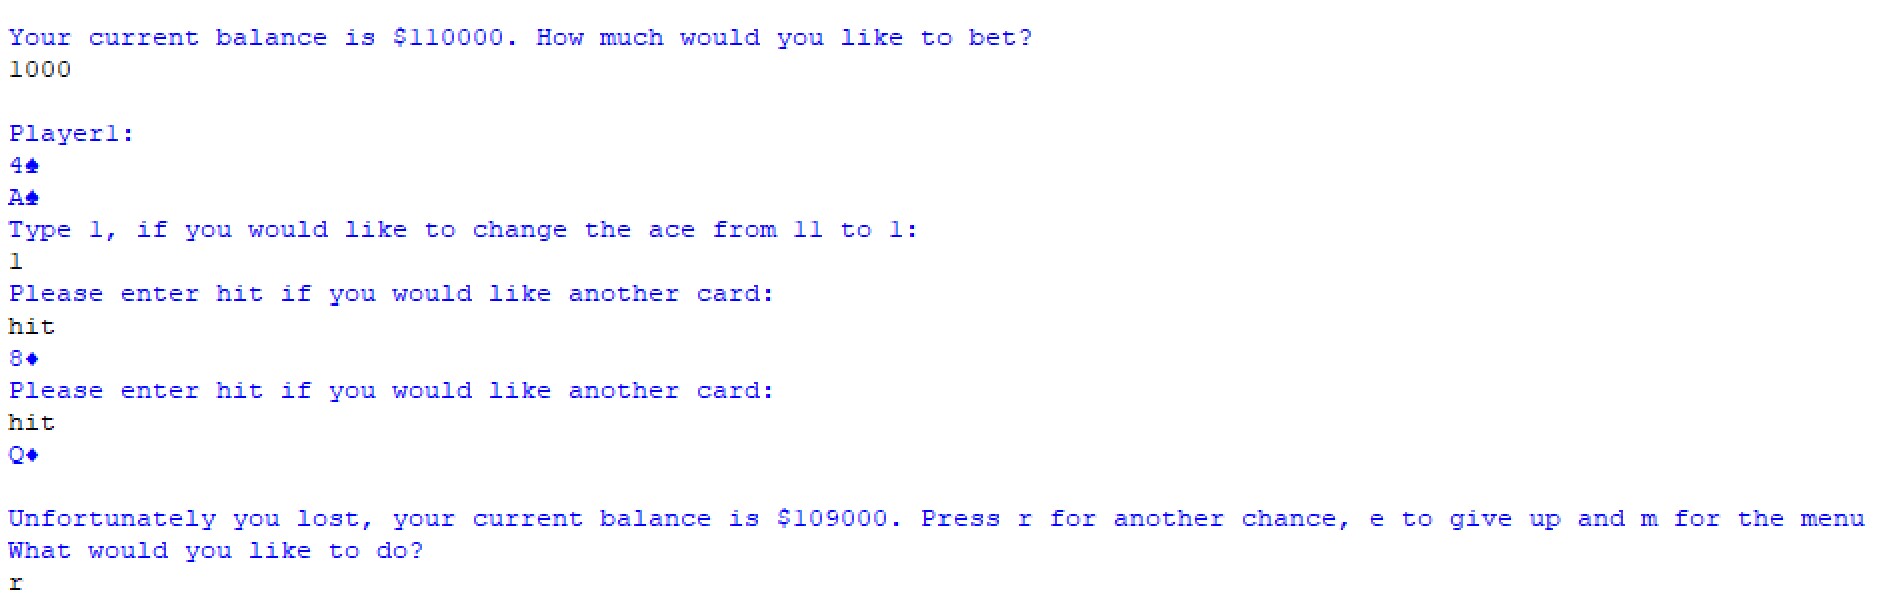 Your current balance is $110000. How much would you like to bet?
1000
Player1:
4♠
A♠
Type 1, if you would like to change the ace from 11 to 1:
1
Please enter hit if you would like another card:
hit
8♦
Please enter hit if you would like another card:
hit
Q♦
Unfortunately you lost, your current balance is $109000. Press r for another chance, e to give up and m for the menu
What would you like to do?
r